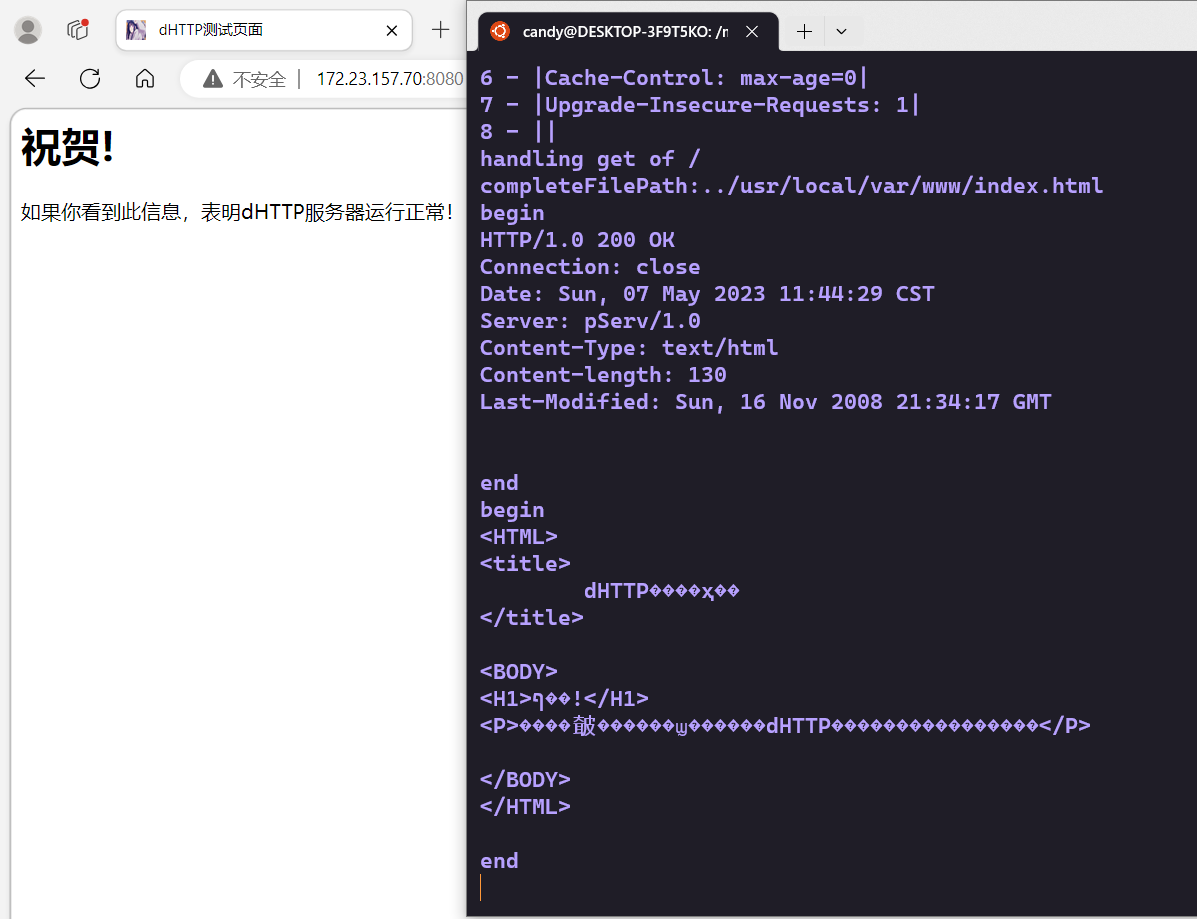 dHTTP测试页面
不安全 | 172.23.157.70:8080
祝贺!
如果你看到此信息，表明dHTTP服务器运行正常！
candy@DESKTOP-3F9T5KO: /n
6 - |Cache-Control: max-age=0|
7 - |Upgrade-Insecure-Requests: 1|
8 - ||
handling get of /
completeFilePath:../usr/local/var/www/index.html
begin
HTTP/1.0 200 OK
Connection: close
Date: Sun, 07 May 2023 11:44:29 CST
Server: pServ/1.0
Content-Type: text/html
Content-length: 130
Last-Modified: Sun, 16 Nov 2008 21:34:17 GMT
end
begin
<HTML>
<title>
dHTTP����ҳ��
</title>
<BODY>
<H1>ף��!</H1>
<P>����������ϣ������dHTTP����������������</P>
</BODY>
</HTML>
end